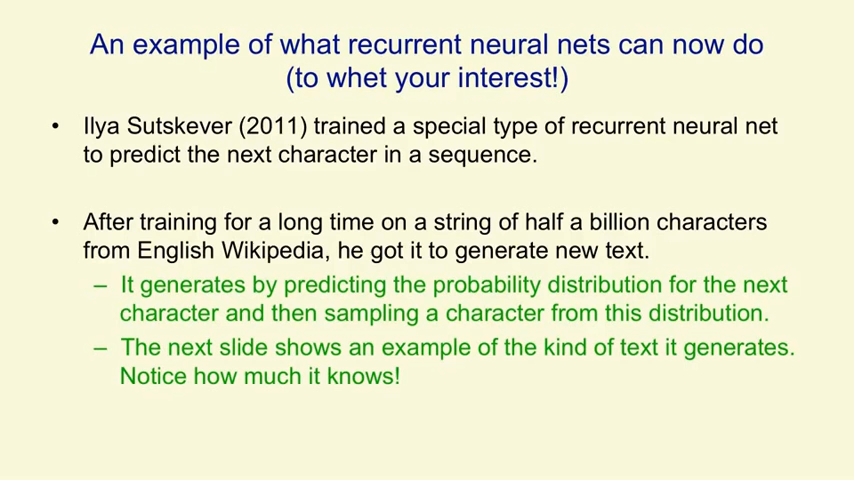 An example of what recurrent neural nets can now do
(to whet your interest!)
• Ilya Sutskever (2011) trained a special type of recurrent neural net
to predict the next character in a sequence.
• After training for a long time on a string of half a billion characters
from English Wikipedia, he got it to generate new text.
– It generates by predicting the probability distribution for the next
character and then sampling a character from this distribution.
– The next slide shows an example of the kind of text it generates.
Notice how much it knows!